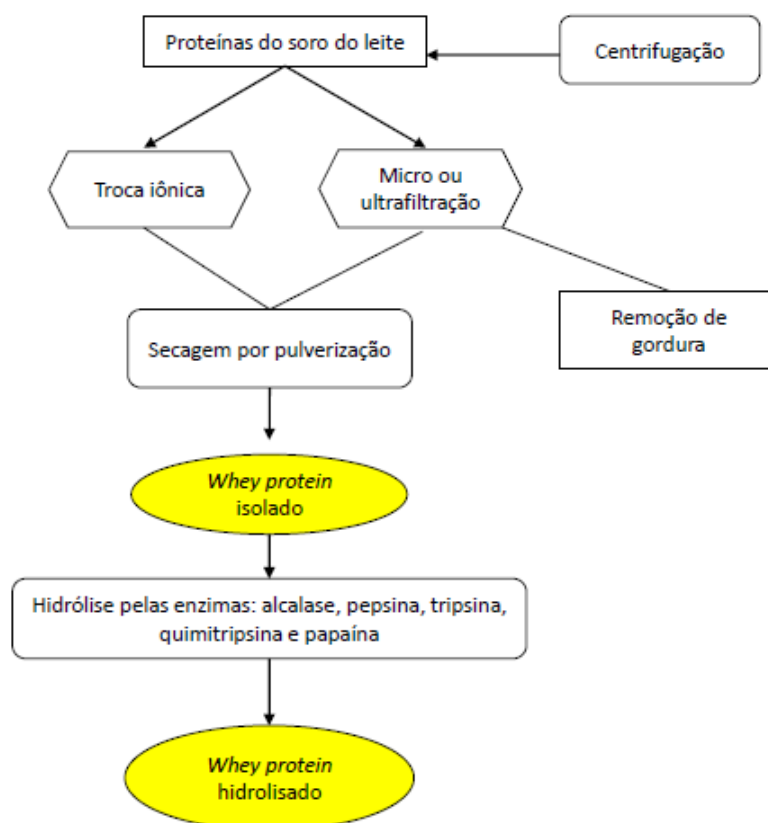 Proteínas do soro do leite
Centrifugação
Troca iônica
Micro ou
ultrafiltração
Remoção de
gordura
Secagem por pulverização
Whey protein
isolado
Hidrólise pelas enzimas: alcalase, pepsina, tripsina,
quimitripsina e papaína
Whey protein
hidrolisado